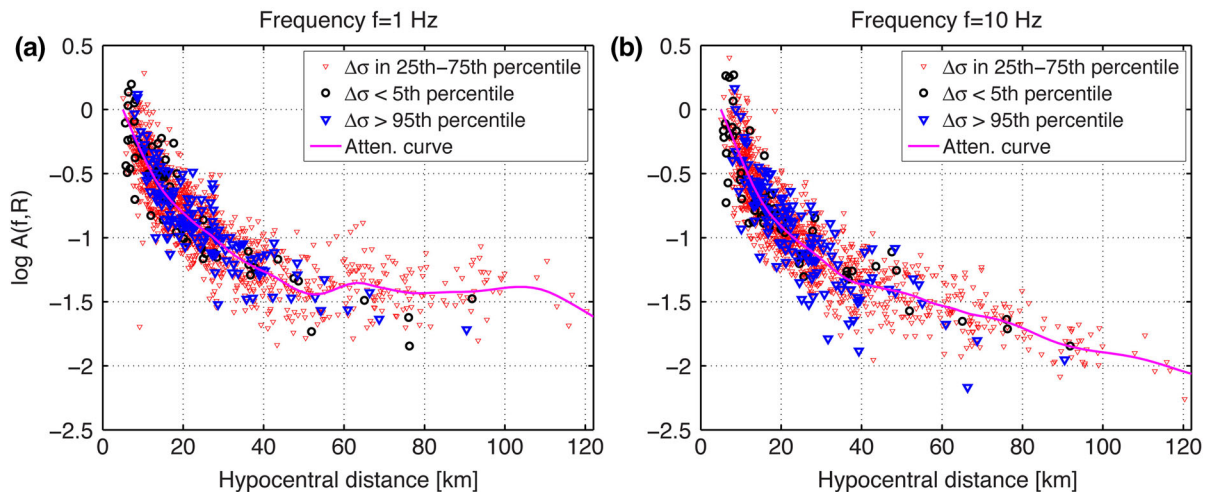 Frequency f=1 Hz
(a)
0.5
0
−0.5
−1
−1.5
−2
−2.5
log A(f,R)
Δσ in 25th−75th percentile
Δσ < 5th percentile
Δσ > 95th percentile
Atten. curve
0 20 40 60 80 100 120
Hypocentral distance [km]
Frequency f=10 Hz
(b)
0.5
0
−0.5
−1
−1.5
−2
−2.5
Δσ in 25th−75th percentile
Δσ < 5th percentile
Δσ > 95th percentile
Atten. curve
0 20 40 60 80 100 120
Hypocentral distance [km]